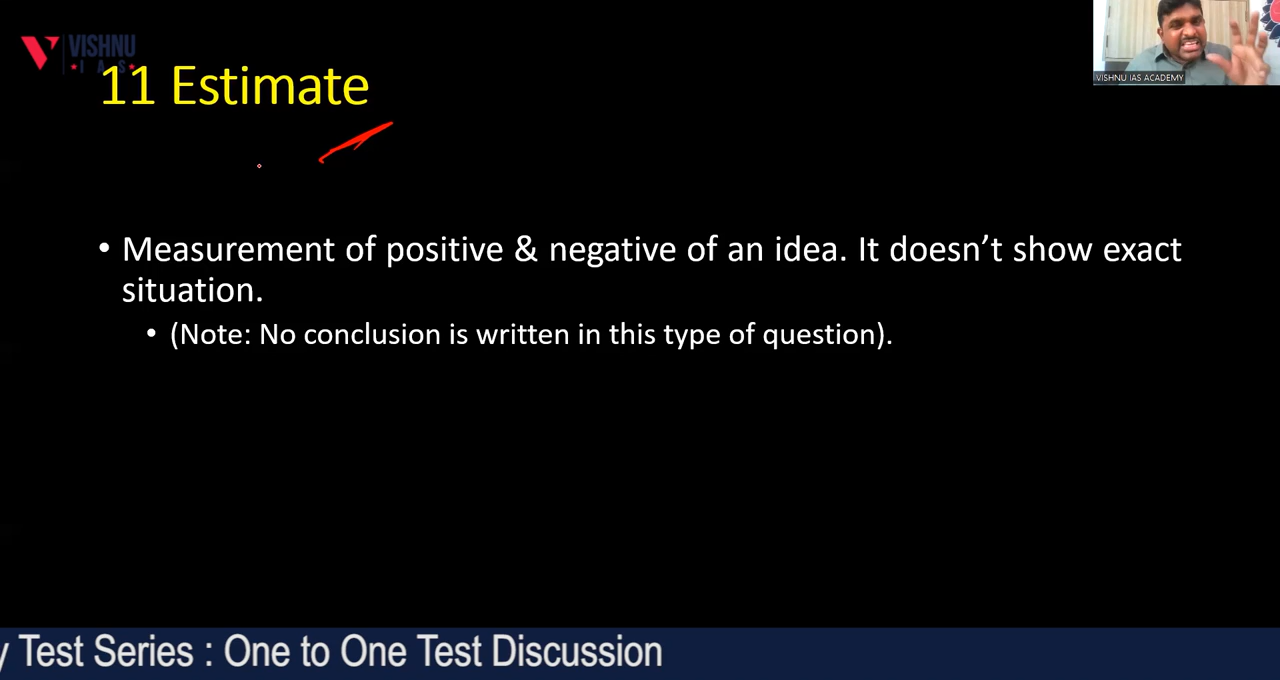 VISHNU
IAS
11 Estimate
VISHNU IAS ACADEMY
• Measurement of positive & negative of an idea. It doesn’t show exact
situation.
• (Note: No conclusion is written in this type of question).
y Test Series : One to One Test Discussion